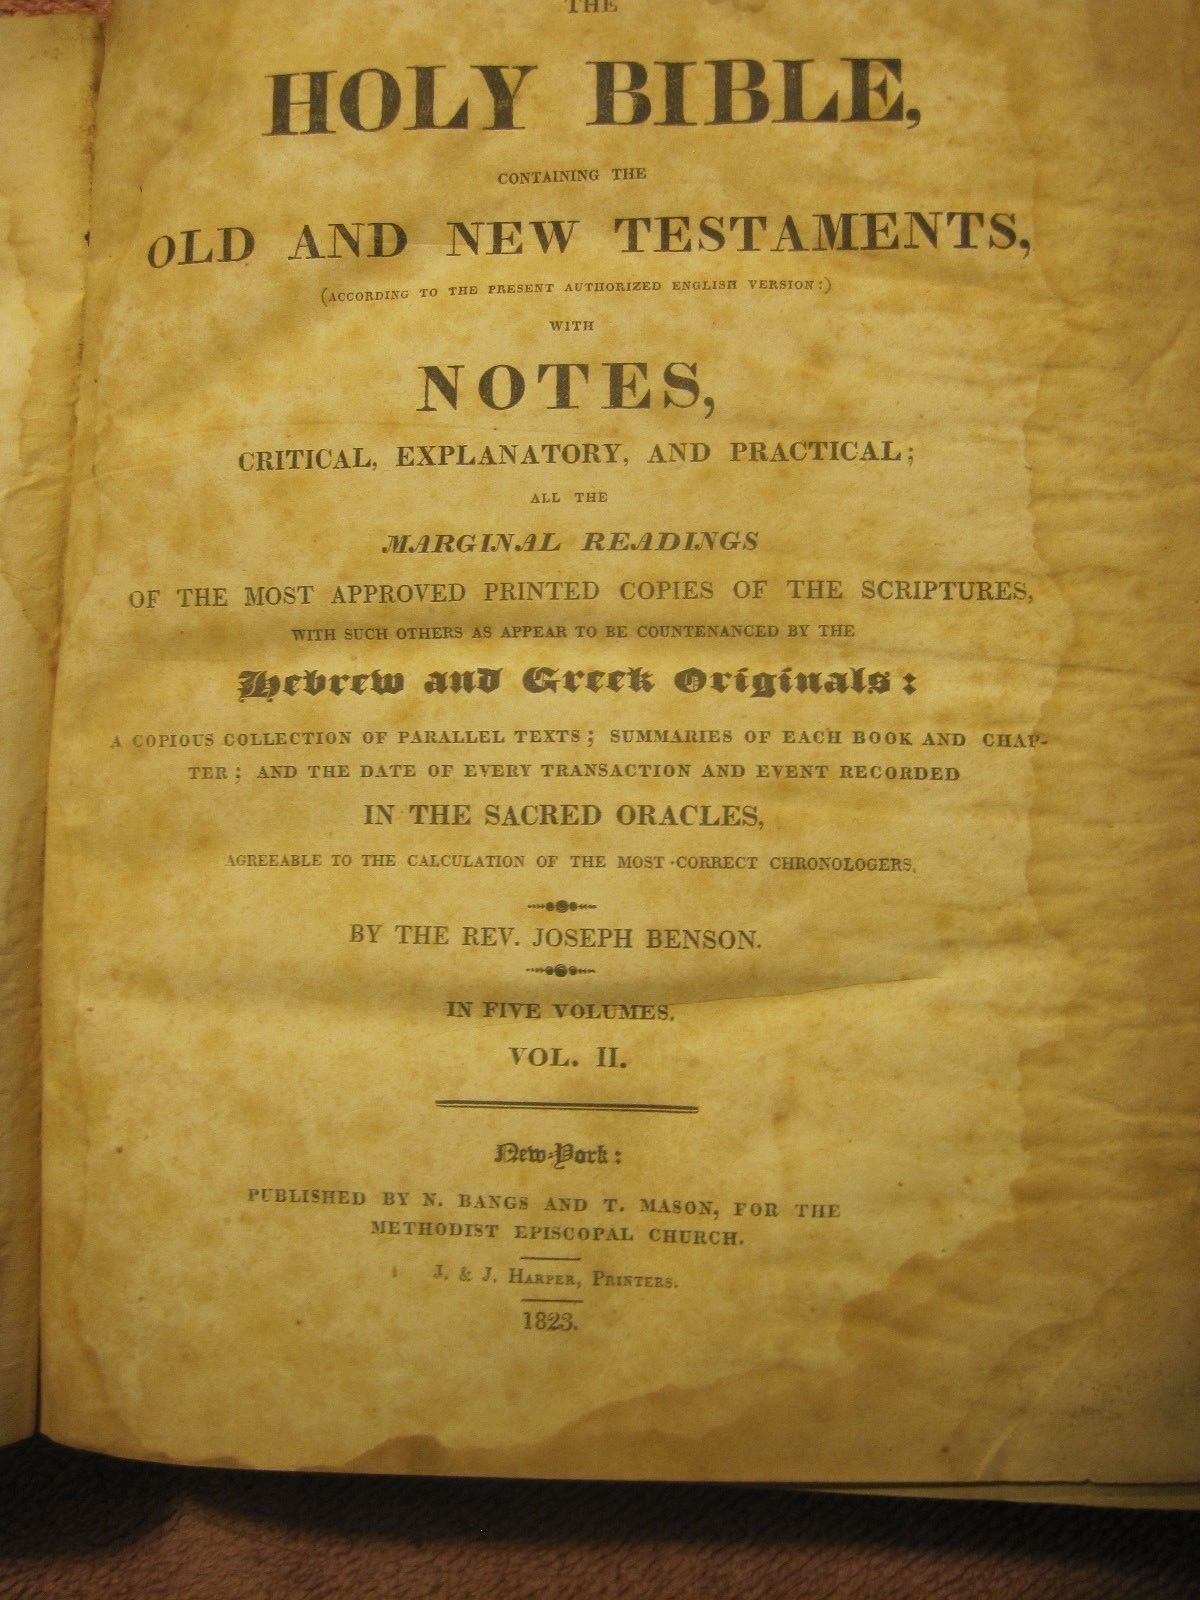 THE
HOLY BIBLE,
CONTAINING THE
OLD AND NEW TESTAMENTS,
(ACCORDING TO THE PRESENT AUTHORIZED ENGLISH VERSION:)
WITH
NOTES,
CRITICAL, EXPLANATORY, AND PRACTICAL;
ALL THE
MARGINAL READINGS
OF THE MOST APPROVED PRINTED COPIES OF THE SCRIPTURES,
WITH SUCH OTHERS AS APPEAR TO BE COUNTENANCED BY THE
Hebrew and Greek Originals:
A COPIOUS COLLECTION OF PARALLEL TEXTS; SUMMARIES OF EACH BOOK AND CHAP-
TER; AND THE DATE OF EVERY TRANSACTION AND EVENT RECORDED
IN THE SACRED ORACLES,
AGREEABLE TO THE CALCULATION OF THE MOST CORRECT CHRONOLOGERS,
BY THE REV. JOSEPH BENSON.
IN FIVE VOLUMES.
VOL. II.
New-York:
PUBLISHED BY N. BANGS AND T. MASON, FOR THE
METHODIST EPISCOPAL CHURCH.
J. & J. HARPER, PRINTERS.
1823.